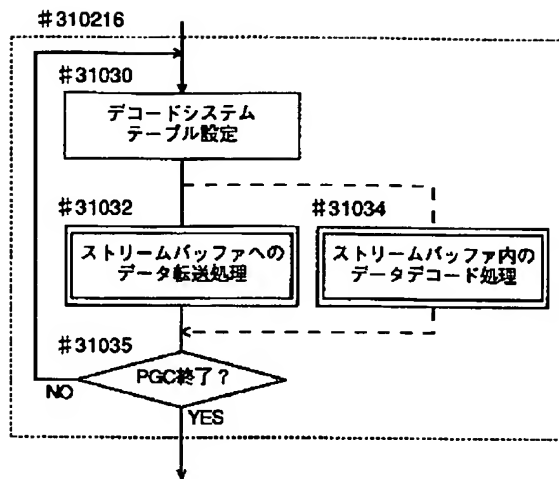 #310216
#31030
デコードシステム
テーブル設定
#31032
ストリームバッファへの
データ転送処理
#31034
ストリームバッファ内の
データデコード処理
#31035
PGC終了?
NO
YES